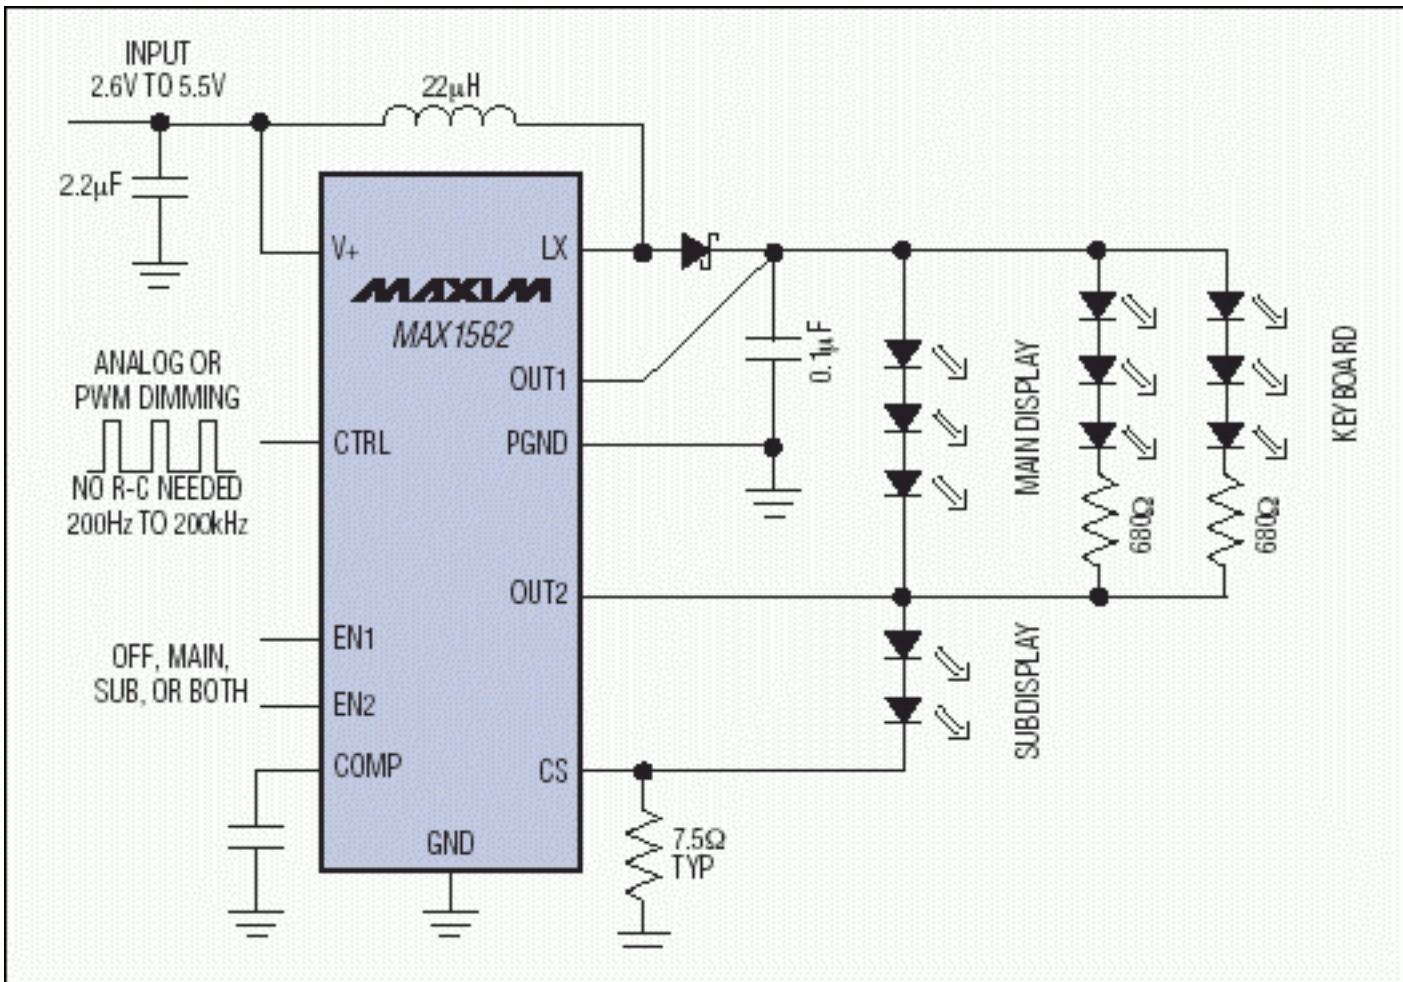 INPUT
2.6V TO 5.5V
22µH
2.2µF
V+
LX
MAXIM
MAX1582
OUT1
0.1µF
ANALOG OR
PWM DIMMING
NO R-C NEEDED
200Hz TO 200kHz
CTRL
PGND
MAIN DISPLAY
KEYBOARD
680Ω
680Ω
OUT2
EN1
OFF, MAIN,
SUB, OR BOTH
EN2
SUBDISPLAY
COMP
CS
GND
7.5Ω
TYP